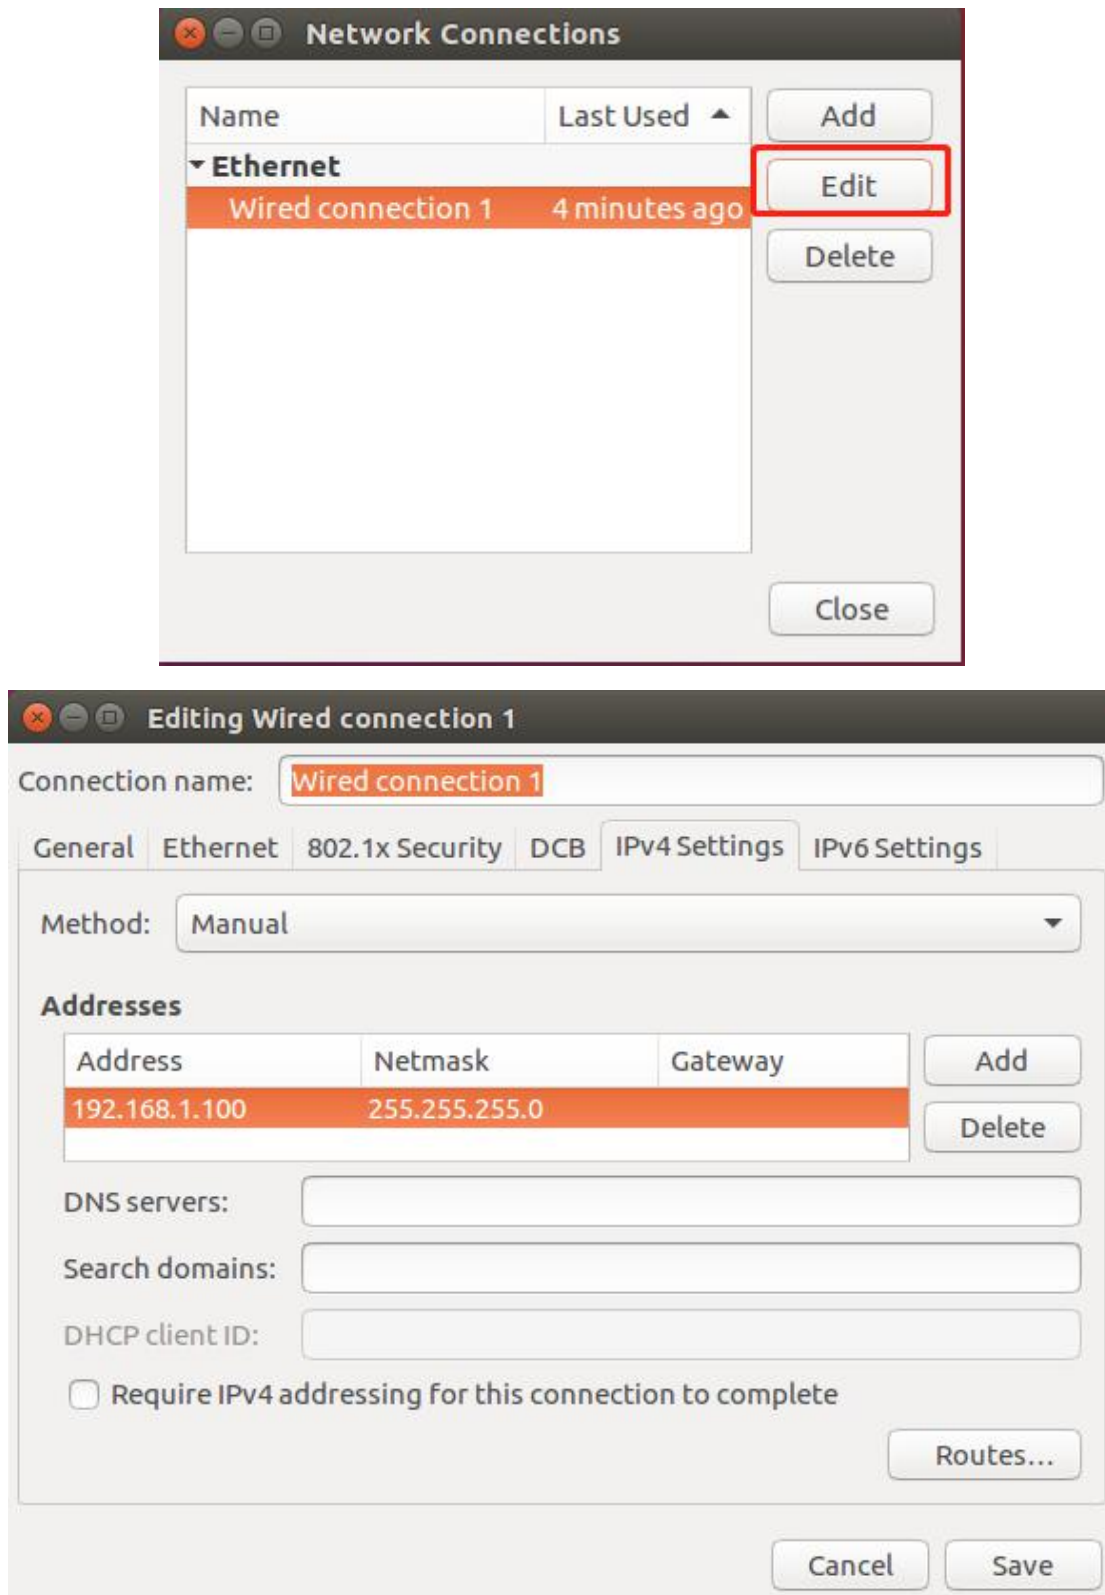 Network Connections
Name Last Used Add
Ethernet
Edit
Wired connection 1 4 minutes ago
Delete
Close
Editing Wired connection 1
Connection name: Wired connection 1
General Ethernet 802.1x Security DCB IPv4 Settings IPv6 Settings
Method: Manual
Addresses
Address Netmask Gateway Add
192.168.1.100 255.255.255.0
Delete
DNS servers:
Search domains:
DHCP client ID:
Require IPv4 addressing for this connection to complete
Routes...
Cancel Save